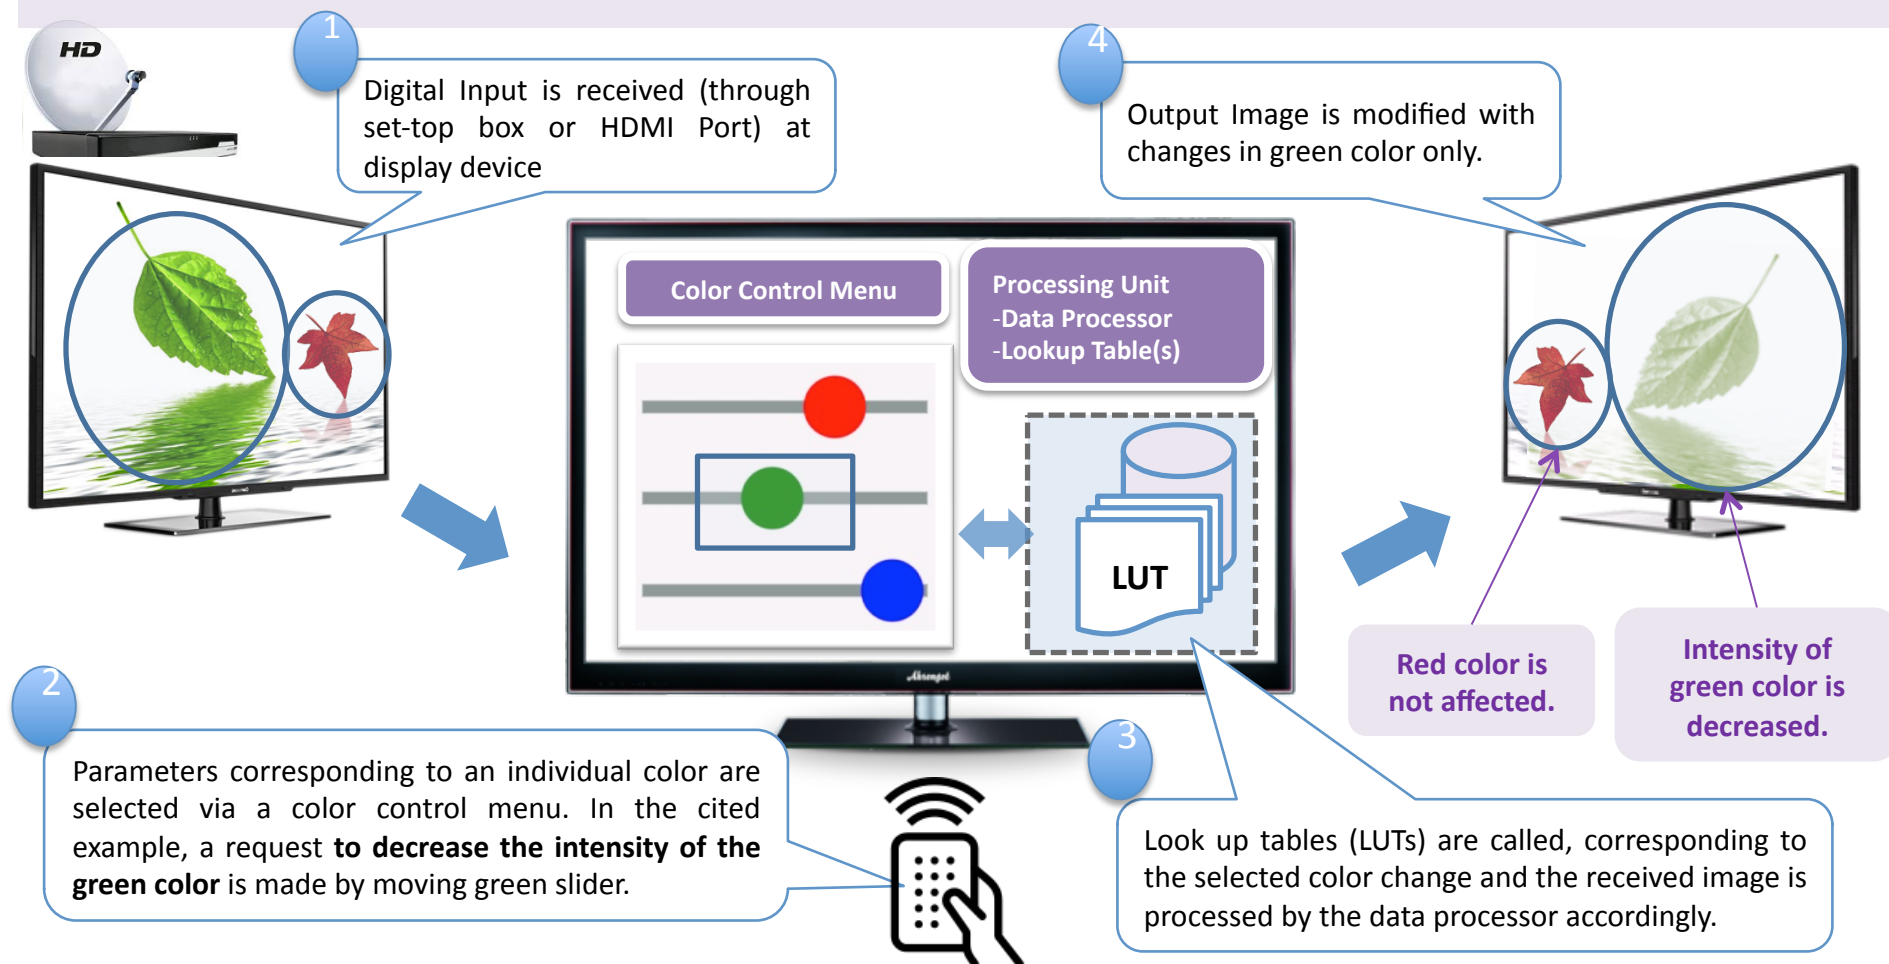 HD
1
Digital Input is received (through
set-top box or HDMI Port) at
display device
4
Output Image is modified with
changes in green color only.
Color Control Menu
Processing Unit
-Data Processor
-Lookup Table(s)
LUT
Red color is
not affected.
Intensity of
green color is
decreased.
2
Parameters corresponding to an individual color are
selected via a color control menu. In the cited
example, a request to decrease the intensity of the
green color is made by moving green slider.
3
Look up tables (LUTs) are called, corresponding to
the selected color change and the received image is
processed by the data processor accordingly.